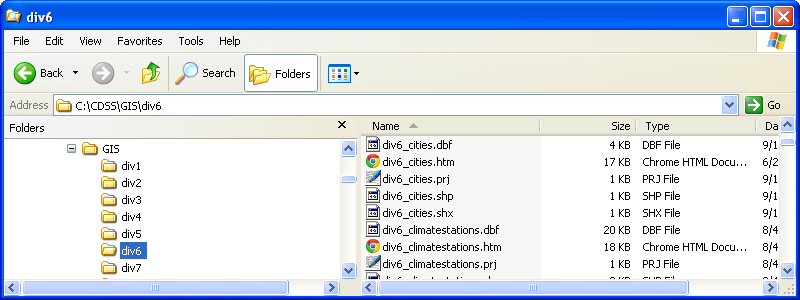 div6
File Edit View Favorites Tools Help
Back Search Folders
Address C:\CDSS\GIS\div6 Go
Folders
Name Size Type Da
GIS
div1
div2
div3
div4
div5
div6
div7
div6_cities.dbf 4 KB DBF File 9/1
div6_cities.htm 17 KB Chrome HTML Docu... 6/2
div6_cities.prj 1 KB PRJ File 9/1
div6_cities.shp 1 KB SHP File 9/1
div6_cities.shx 1 KB SHX File 9/1
div6_climatestations.dbf 20 KB DBF File 8/4
div6_climatestations.htm 18 KB Chrome HTML Docu... 8/4
div6_climatestations.prj 1 KB PRJ File 8/4